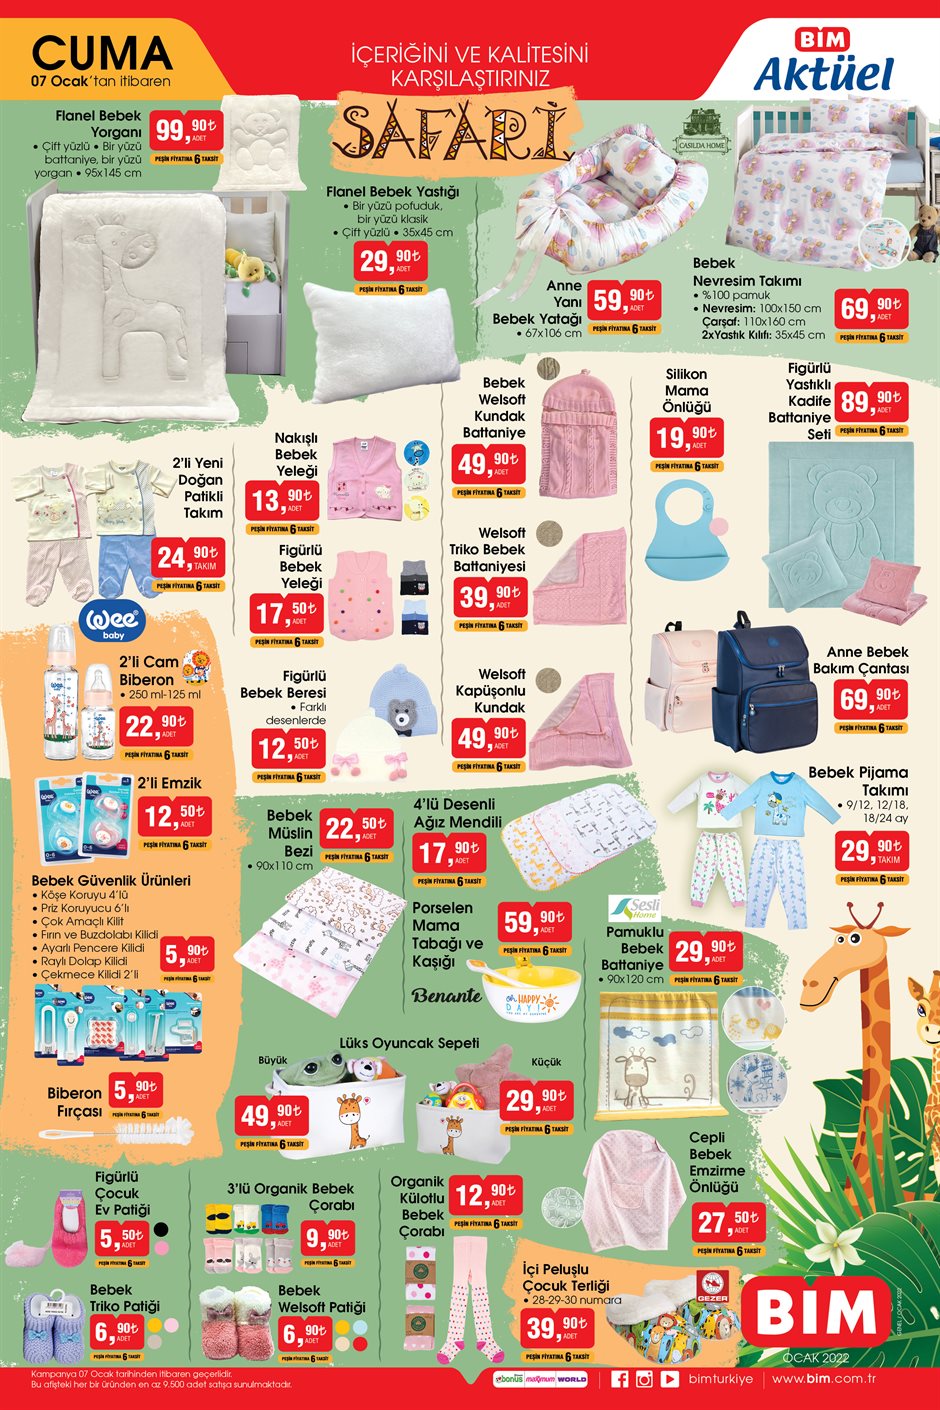 CUMA
07 Ocak'tan itibaren
İÇERİĞİNİ VE KALİTESİNİ
KARŞILAŞTIRINIZ
BİM
Aktüel
SAFARİ
Flanel Bebek
Yorganı
• Çift yüzlü • Bir yüzü
battaniye, bir yüzü
yorgan • 95x145 cm
99,90₺
ADET
PEŞİN FİYATINA 6 TAKSİT
Flanel Bebek Yastığı
• Bir yüzü pofuduk,
bir yüzü klasik
• Çift yüzlü • 35x45 cm
29,90₺
ADET
PEŞİN FİYATINA 6 TAKSİT
CASILDA HOME
Anne
Yanı
Bebek Yatağı
• 67x106 cm
59,90₺
ADET
PEŞİN FİYATINA 6 TAKSİT
Bebek
Nevresim Takımı
• %100 pamuk
• Nevresim: 100x150 cm
Çarşaf: 110x160 cm
2xYastık Kılıfı: 35x45 cm
69,90₺
ADET
PEŞİN FİYATINA 6 TAKSİT
2'li Yeni
Doğan
Patikli
Takım
24,90₺
TAKIM
PEŞİN FİYATINA 6 TAKSİT
Nakışlı
Bebek
Yeleği
13,90₺
ADET
PEŞİN FİYATINA 6 TAKSİT
Figürlü
Bebek
Yeleği
17,50₺
ADET
PEŞİN FİYATINA 6 TAKSİT
Figürlü
Bebek Beresi
• Farklı
desenlerde
12,50₺
ADET
PEŞİN FİYATINA 6 TAKSİT
Bebek
Welsoft
Kundak
Battaniye
49,90₺
ADET
PEŞİN FİYATINA 6 TAKSİT
Welsoft
Triko Bebek
Battaniyesi
39,90₺
ADET
PEŞİN FİYATINA 6 TAKSİT
Welsoft
Kapüşonlu
Kundak
49,90₺
ADET
PEŞİN FİYATINA 6 TAKSİT
Silikon
Mama
Önlüğü
19,90₺
ADET
PEŞİN FİYATINA 6 TAKSİT
Figürlü
Yastıklı
Kadife
Battaniye
Seti
89,90₺
ADET
PEŞİN FİYATINA 6 TAKSİT
Anne Bebek
Bakım Çantası
69,90₺
ADET
PEŞİN FİYATINA 6 TAKSİT
Wee
baby
2'li Cam
Biberon
• 250 ml-125 ml
22,90₺
ADET
PEŞİN FİYATINA 6 TAKSİT
2'li Emzik
12,50₺
ADET
PEŞİN FİYATINA 6 TAKSİT
Bebek Güvenlik Ürünleri
• Köşe Koruyu 4'lü
• Priz Koruyucu 6'lı
• Çok Amaçlı Kilit
• Fırın ve Buzdolabı Kilidi
• Ayarlı Pencere Kilidi
• Raylı Dolap Kilidi
• Çekmece Kilidi 2'li
5,90₺
ADET
PEŞİN FİYATINA 6 TAKSİT
Biberon
Fırçası
5,90₺
ADET
PEŞİN FİYATINA 6 TAKSİT
Bebek
Müslin
Bezi
• 90x110 cm
22,50₺
ADET
PEŞİN FİYATINA 6 TAKSİT
4'lü Desenli
Ağız Mendili
17,90₺
ADET
PEŞİN FİYATINA 6 TAKSİT
Porselen
Mama
Tabağı ve
Kaşığı
59,90₺
ADET
PEŞİN FİYATINA 6 TAKSİT
Benante
oh, HAPPY
DAY!
Bebek Pijama
Takımı
• 9/12, 12/18,
18/24 ay
29,90₺
TAKIM
PEŞİN FİYATINA 6 TAKSİT
Sesli
Home
Pamuklu
Bebek
Battaniye
• 90x120 cm
29,90₺
ADET
PEŞİN FİYATINA 6 TAKSİT
Lüks Oyuncak Sepeti
Büyük
49,90₺
ADET
PEŞİN FİYATINA 6 TAKSİT
Küçük
29,90₺
ADET
PEŞİN FİYATINA 6 TAKSİT
Cepli
Bebek
Emzirme
Önlüğü
27,50₺
ADET
PEŞİN FİYATINA 6 TAKSİT
Figürlü
Çocuk
Ev Patiği
5,50₺
ADET
PEŞİN FİYATINA 6 TAKSİT
3'lü Organik Bebek
Çorabı
9,90₺
ADET
PEŞİN FİYATINA 6 TAKSİT
Organik
Külotlu
Bebek
Çorabı
12,90₺
ADET
PEŞİN FİYATINA 6 TAKSİT
Bebek
Triko Patiği
6,90₺
ADET
PEŞİN FİYATINA 6 TAKSİT
Bebek
Welsoft Patiği
6,90₺
ADET
PEŞİN FİYATINA 6 TAKSİT
İçi Peluşlu
Çocuk Terliği
• 28-29-30 numara
39,90₺
ADET
PEŞİN FİYATINA 6 TAKSİT
GEZER
BİM
OCAK 2022
Kampanya 07 Ocak tarihinden itibaren geçerlidir.
Bu afişteki her bir üründen en az 9.500 adet satışa sunulmaktadır.
bonus
maximum
WORLD
bimturkiye
www.bim.com.tr